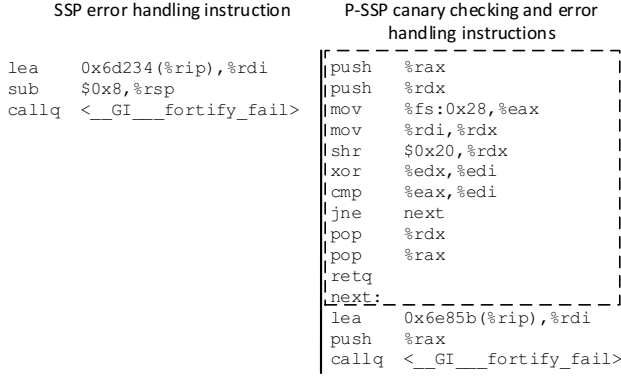 SSP error handling instruction
lea 0x6d234(%rip),%rdi
sub $0x8,%rsp
callq <__GI___fortify_fail>
P-SSP canary checking and error
handling instructions
push %rax
push %rdx
mov %fs:0x28,%eax
mov %rdi,%rdx
shr $0x20,%rdx
xor %edx,%edi
cmp %eax,%edi
jne next
pop %rdx
pop %rax
retq
next:
lea 0x6e85b(%rip),%rdi
push %rax
callq <__GI___fortify_fail>